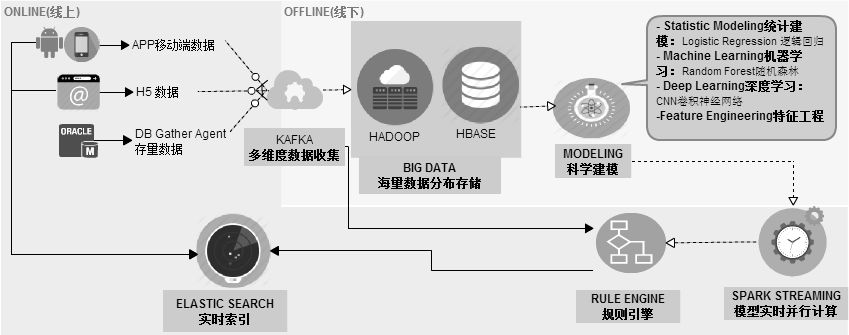 ONLINE(线上)
OFFLINE(线下)
APP移动端数据
H5 数据
ORACLE
M
DB Gather Agent
存量数据
KAFKA
多维度数据收集
HADOOP
HBASE
BIG DATA
海量数据分布存储
MODELING
科学建模
- Statistic Modeling统计建
模：Logistic Regression 逻辑回归
- Machine Learning机器学
习：Random Forest随机森林
- Deep Learning深度学习：
CNN卷积神经网络
-Feature Engineering特征工程
ELASTIC SEARCH
实时索引
RULE ENGINE
规则引擎
SPARK STREAMING
模型实时并行计算